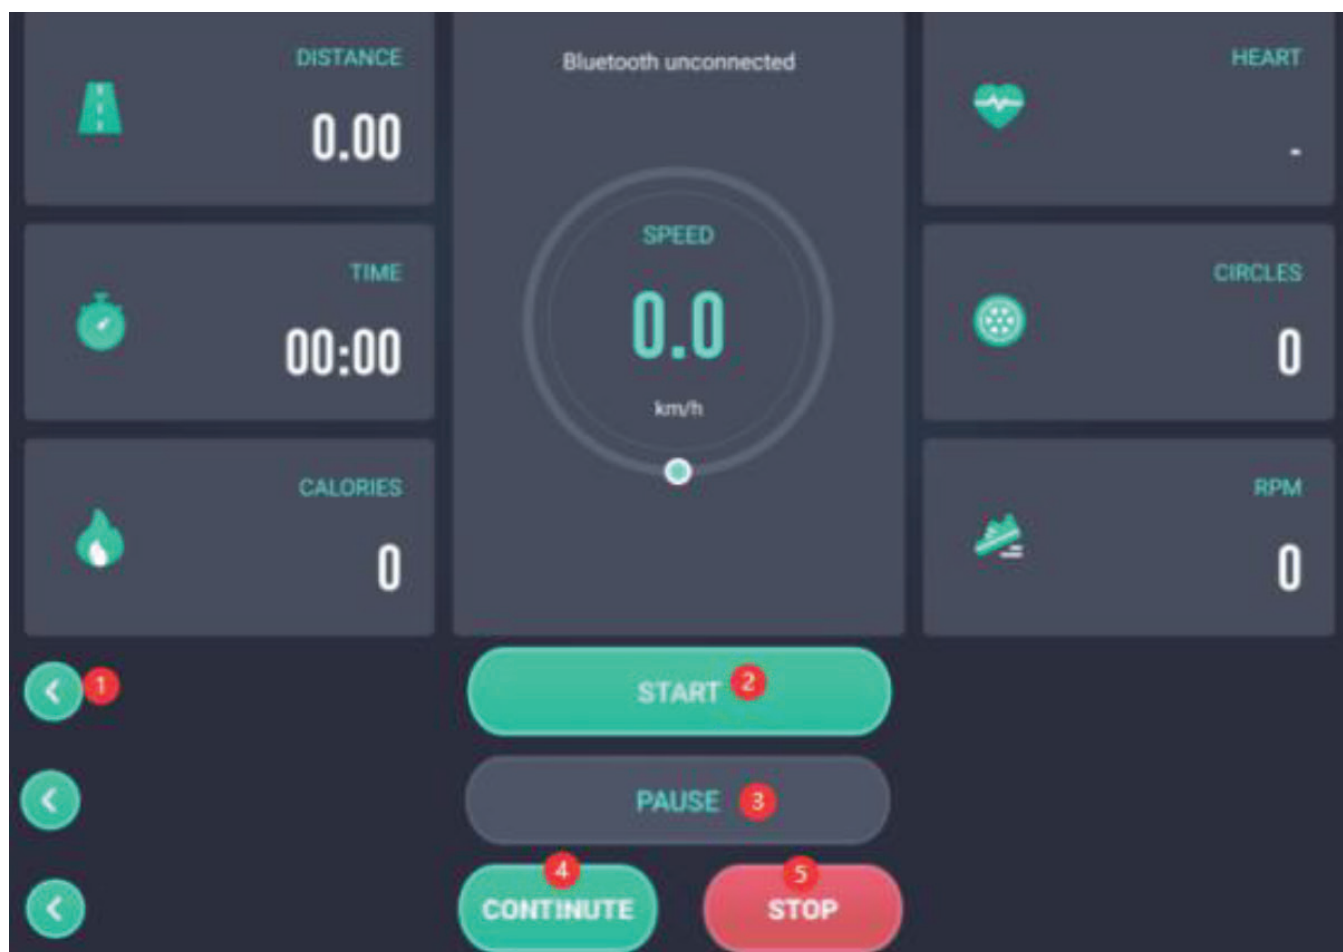 DISTANCE
0.00
Bluetooth unconnected
HEART
-
TIME
00:00
SPEED
0.0
km/h
CIRCLES
0
CALORIES
0
RPM
0
1
START 2
PAUSE 3
4
CONTINUTE
5
STOP